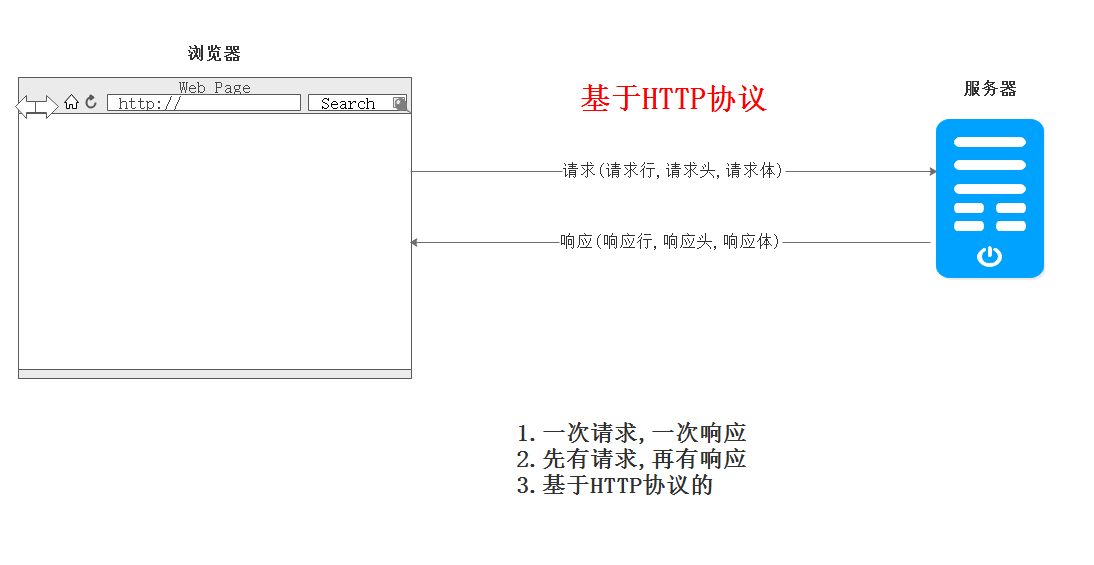 浏览器
Web Page
http://
Search
基于HTTP协议
服务器
请求(请求行,请求头,请求体)
响应(响应行,响应头,响应体)
1.一次请求,一次响应
2.先有请求,再有响应
3.基于HTTP协议的